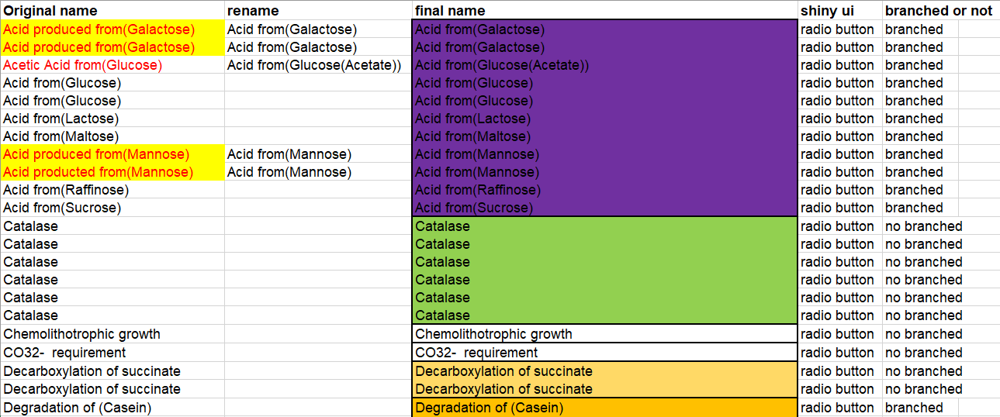 Original name rename final name shiny ui branched or not
Acid produced from(Galactose) Acid from(Galactose) Acid from(Galactose) radio button branched
Acid produced from(Galactose) Acid from(Galactose) Acid from(Galactose) radio button branched
Acetic Acid from(Glucose) Acid from(Glucose(Acetate)) Acid from(Glucose(Acetate)) radio button branched
Acid from(Glucose) Acid from(Glucose) radio button branched
Acid from(Glucose) Acid from(Glucose) radio button branched
Acid from(Lactose) Acid from(Lactose) radio button branched
Acid from(Maltose) Acid from(Maltose) radio button branched
Acid produced from(Mannose) Acid from(Mannose) Acid from(Mannose) radio button branched
Acid producted from(Mannose) Acid from(Mannose) Acid from(Mannose) radio button branched
Acid from(Raffinose) Acid from(Raffinose) radio button branched
Acid from(Sucrose) Acid from(Sucrose) radio button branched
Catalase Catalase radio button no branched
Catalase Catalase radio button no branched
Catalase Catalase radio button no branched
Catalase Catalase radio button no branched
Catalase Catalase radio button no branched
Catalase Catalase radio button no branched
Chemolithotrophic growth Chemolithotrophic growth radio button no branched
CO32-  requirement CO32-  requirement radio button no branched
Decarboxylation of succinate Decarboxylation of succinate radio button no branched
Decarboxylation of succinate Decarboxylation of succinate radio button no branched
Degradation of (Casein) Degradation of (Casein) radio button branched